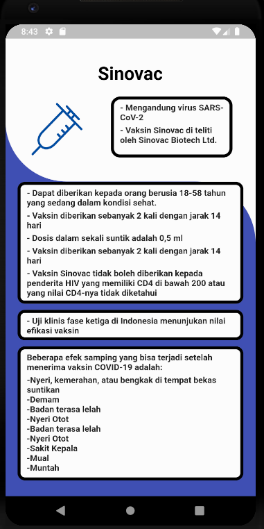 8:43
Sinovac
- Mengandung virus SARS-
CoV-2
- Vaksin Sinovac di teliti
oleh Sinovac Biotech Ltd.
- Dapat diberikan kepada orang berusia 18-58 tahun
yang sedang dalam kondisi sehat.
- Vaksin diberikan sebanyak 2 kali dengan jarak 14
hari
- Dosis dalam sekali suntik adalah 0,5 ml
- Vaksin diberikan sebanyak 2 kali dengan jarak 14
hari
- Vaksin Sinovac tidak boleh diberikan kepada
penderita HIV yang memiliki CD4 di bawah 200 atau
yang nilai CD4-nya tidak diketahui
- Uji klinis fase ketiga di Indonesia menunjukan nilai
efikasi vaksin
Beberapa efek samping yang bisa terjadi setelah
menerima vaksin COVID-19 adalah:
-Nyeri, kemerahan, atau bengkak di tempat bekas
suntikan
-Demam
-Badan terasa lelah
-Nyeri Otot
-Badan terasa lelah
-Nyeri Otot
-Sakit Kepala
-Mual
-Muntah